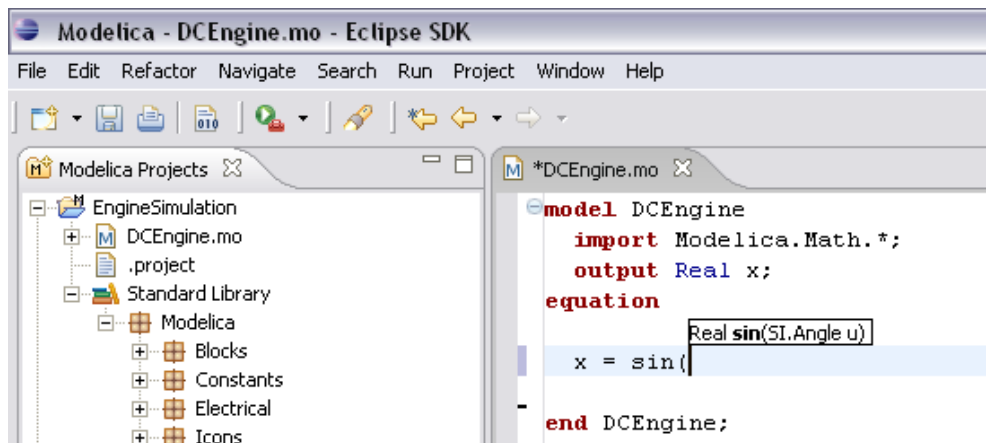 Modelica - DCEngine.mo - Eclipse SDK
File Edit Refactor Navigate Search Run Project Window Help
010
Modelica Projects
EngineSimulation
DCEngine.mo
.project
Standard Library
Modelica
Blocks
Constants
Electrical
Icons
*DCEngine.mo
model DCEngine
import Modelica.Math.*;
output Real x;
equation
Real sin(SI.Angle u)
x = sin(
end DCEngine;